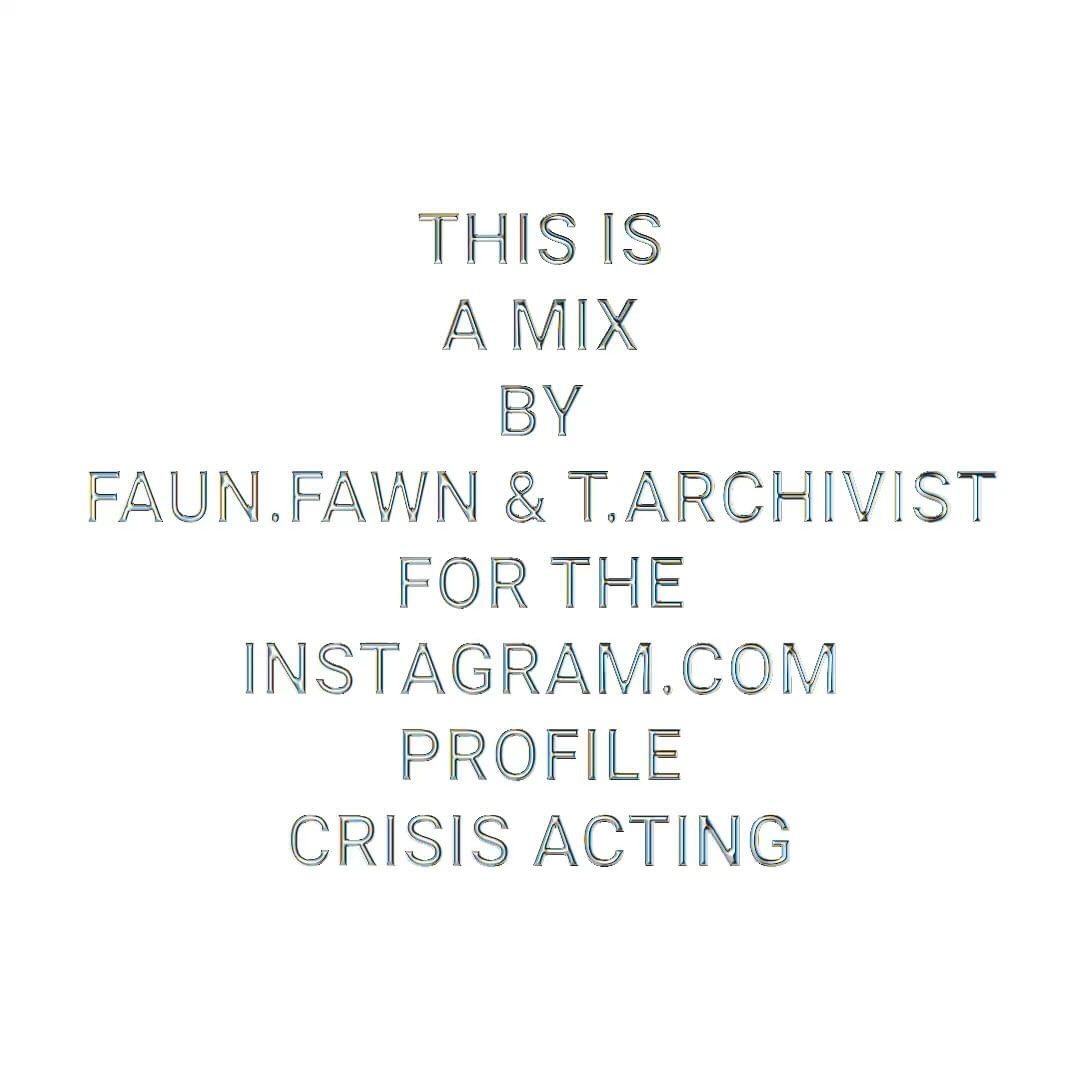 THIS IS
A MIX
BY
FAUN.FAWN & T.ARCHIVIST
FOR THE
INSTAGRAM.COM
PROFILE
CRISIS ACTING